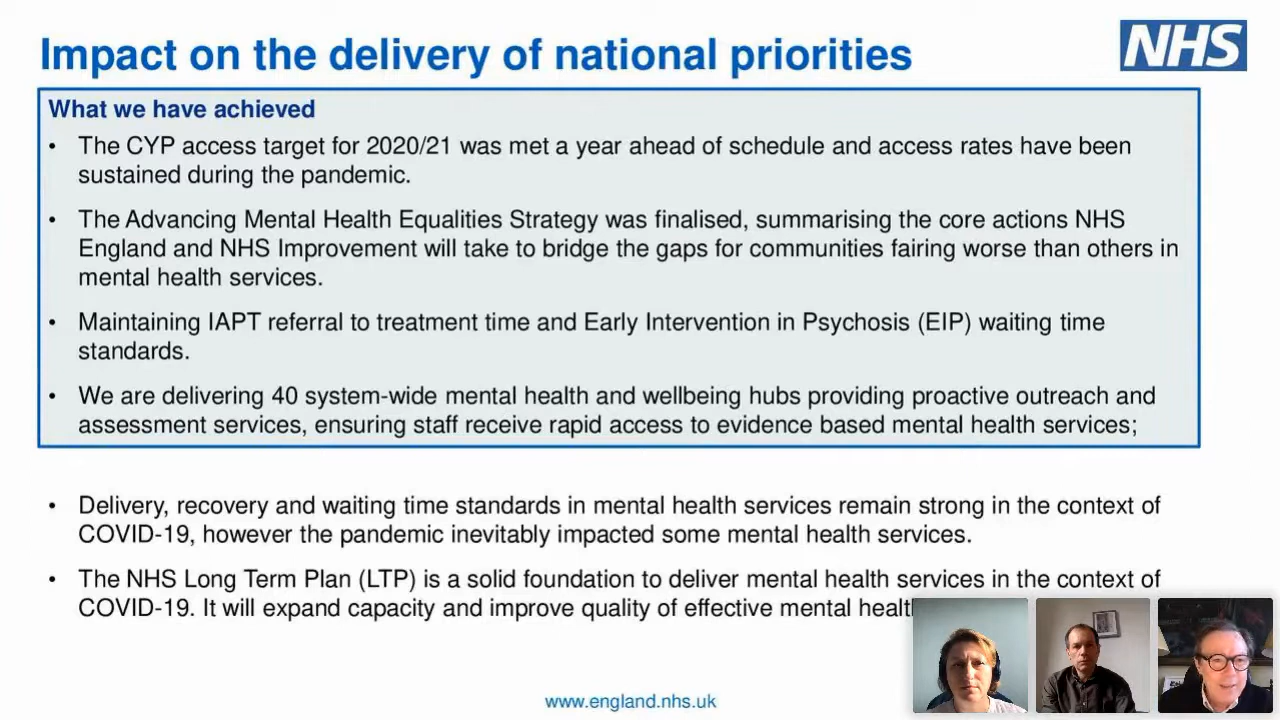 Impact on the delivery of national priorities
NHS
What we have achieved
• The CYP access target for 2020/21 was met a year ahead of schedule and access rates have been
sustained during the pandemic.
• The Advancing Mental Health Equalities Strategy was finalised, summarising the core actions NHS
England and NHS Improvement will take to bridge the gaps for communities fairing worse than others in
mental health services.
• Maintaining IAPT referral to treatment time and Early Intervention in Psychosis (EIP) waiting time
standards.
• We are delivering 40 system-wide mental health and wellbeing hubs providing proactive outreach and
assessment services, ensuring staff receive rapid access to evidence based mental health services;
• Delivery, recovery and waiting time standards in mental health services remain strong in the context of
COVID-19, however the pandemic inevitably impacted some mental health services.
• The NHS Long Term Plan (LTP) is a solid foundation to deliver mental health services in the context of
COVID-19. It will expand capacity and improve quality of effective mental
www.england.nhs.uk